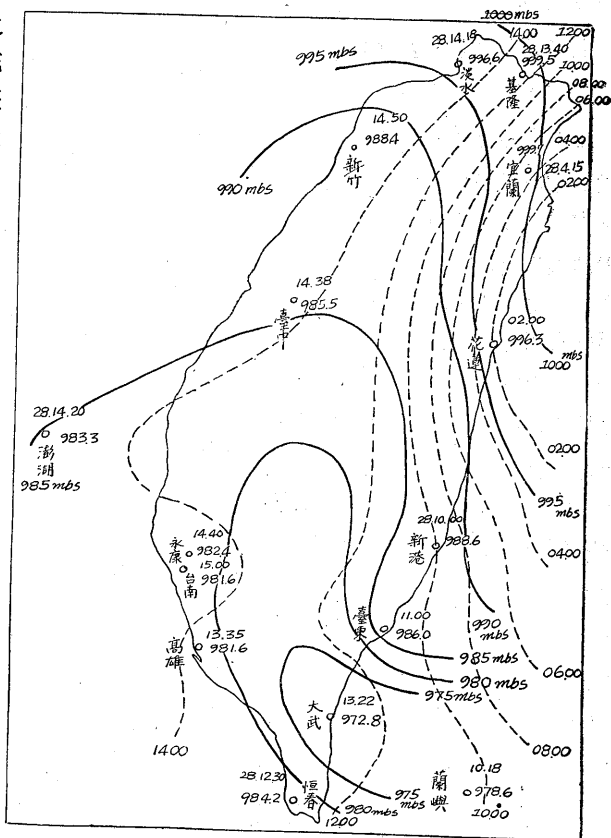 1000 mbs
28.14.18
14.00
1200
995 mbs
996.6
28.13.40
999.5
1000
淡水
基隆
08.00
06.00
14.50
988.4
新竹
990 mbs
999.
0400
28.4.15
宜蘭
0200
14.38
985.5
臺中
02.00
996.3
花蓮
1000
mbs
28.14.20
983.3
澎湖
985 mbs
02.00
995
mbs
14.40
982.4
永康
15.00
981.6
台南
28.10.00
988.6
新港
0400
11.00
986.0
臺東
990
mbs
13.35
981.6
高雄
985 mbs
980 mbs
975 mbs
0600
13.22
972.8
大武
1400
0800
28.12.30
984.2
恒春
975
mbs
980 mbs
1200
蘭嶼
10.18
978.6
1000